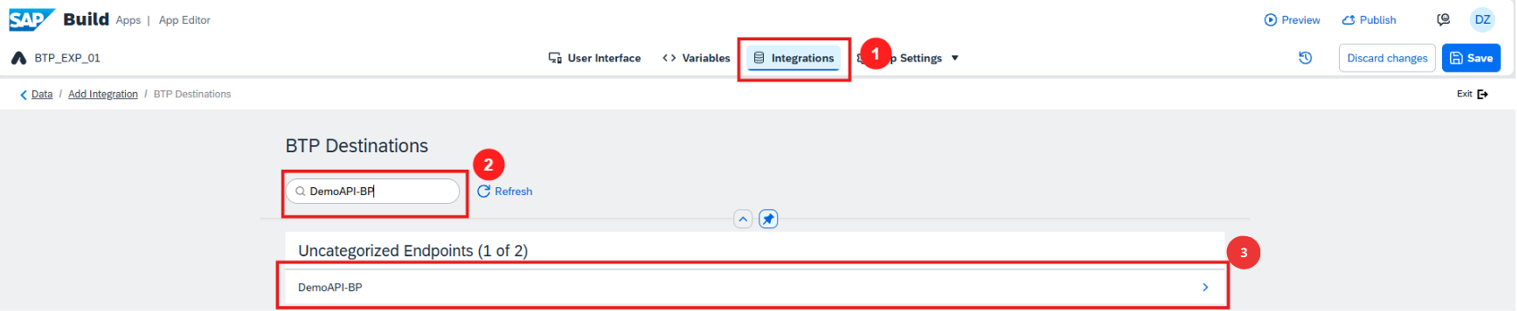 SAP Build Apps | App Editor Preview Publish DZ
BTP_EXP_01 User Interface <> Variables Integrations 1 p Settings Discard changes Save
Data / Add Integration / BTP Destinations Exit
BTP Destinations
2
DemoAPI-BP Refresh
Uncategorized Endpoints (1 of 2)
3
DemoAPI-BP